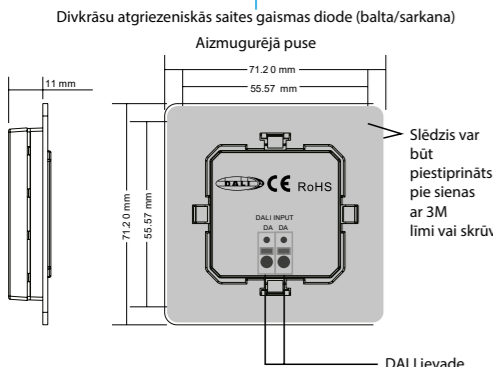 Divkrāsu atgriezeniskās saites gaismas diode (balta/sarkana)
Aizmugurējā puse
11 mm
71.20 mm
55.57 mm
Slēdzis var
būt
piestiprināts
pie sienas
ar 3M
līmi vai skrūv
71.20 mm
55.57 mm
DALI
CE RoHS
DALI INPUT
DA DA
DALI ievade